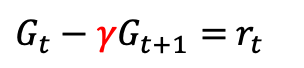 G_t − γG_{t+1} = r_t